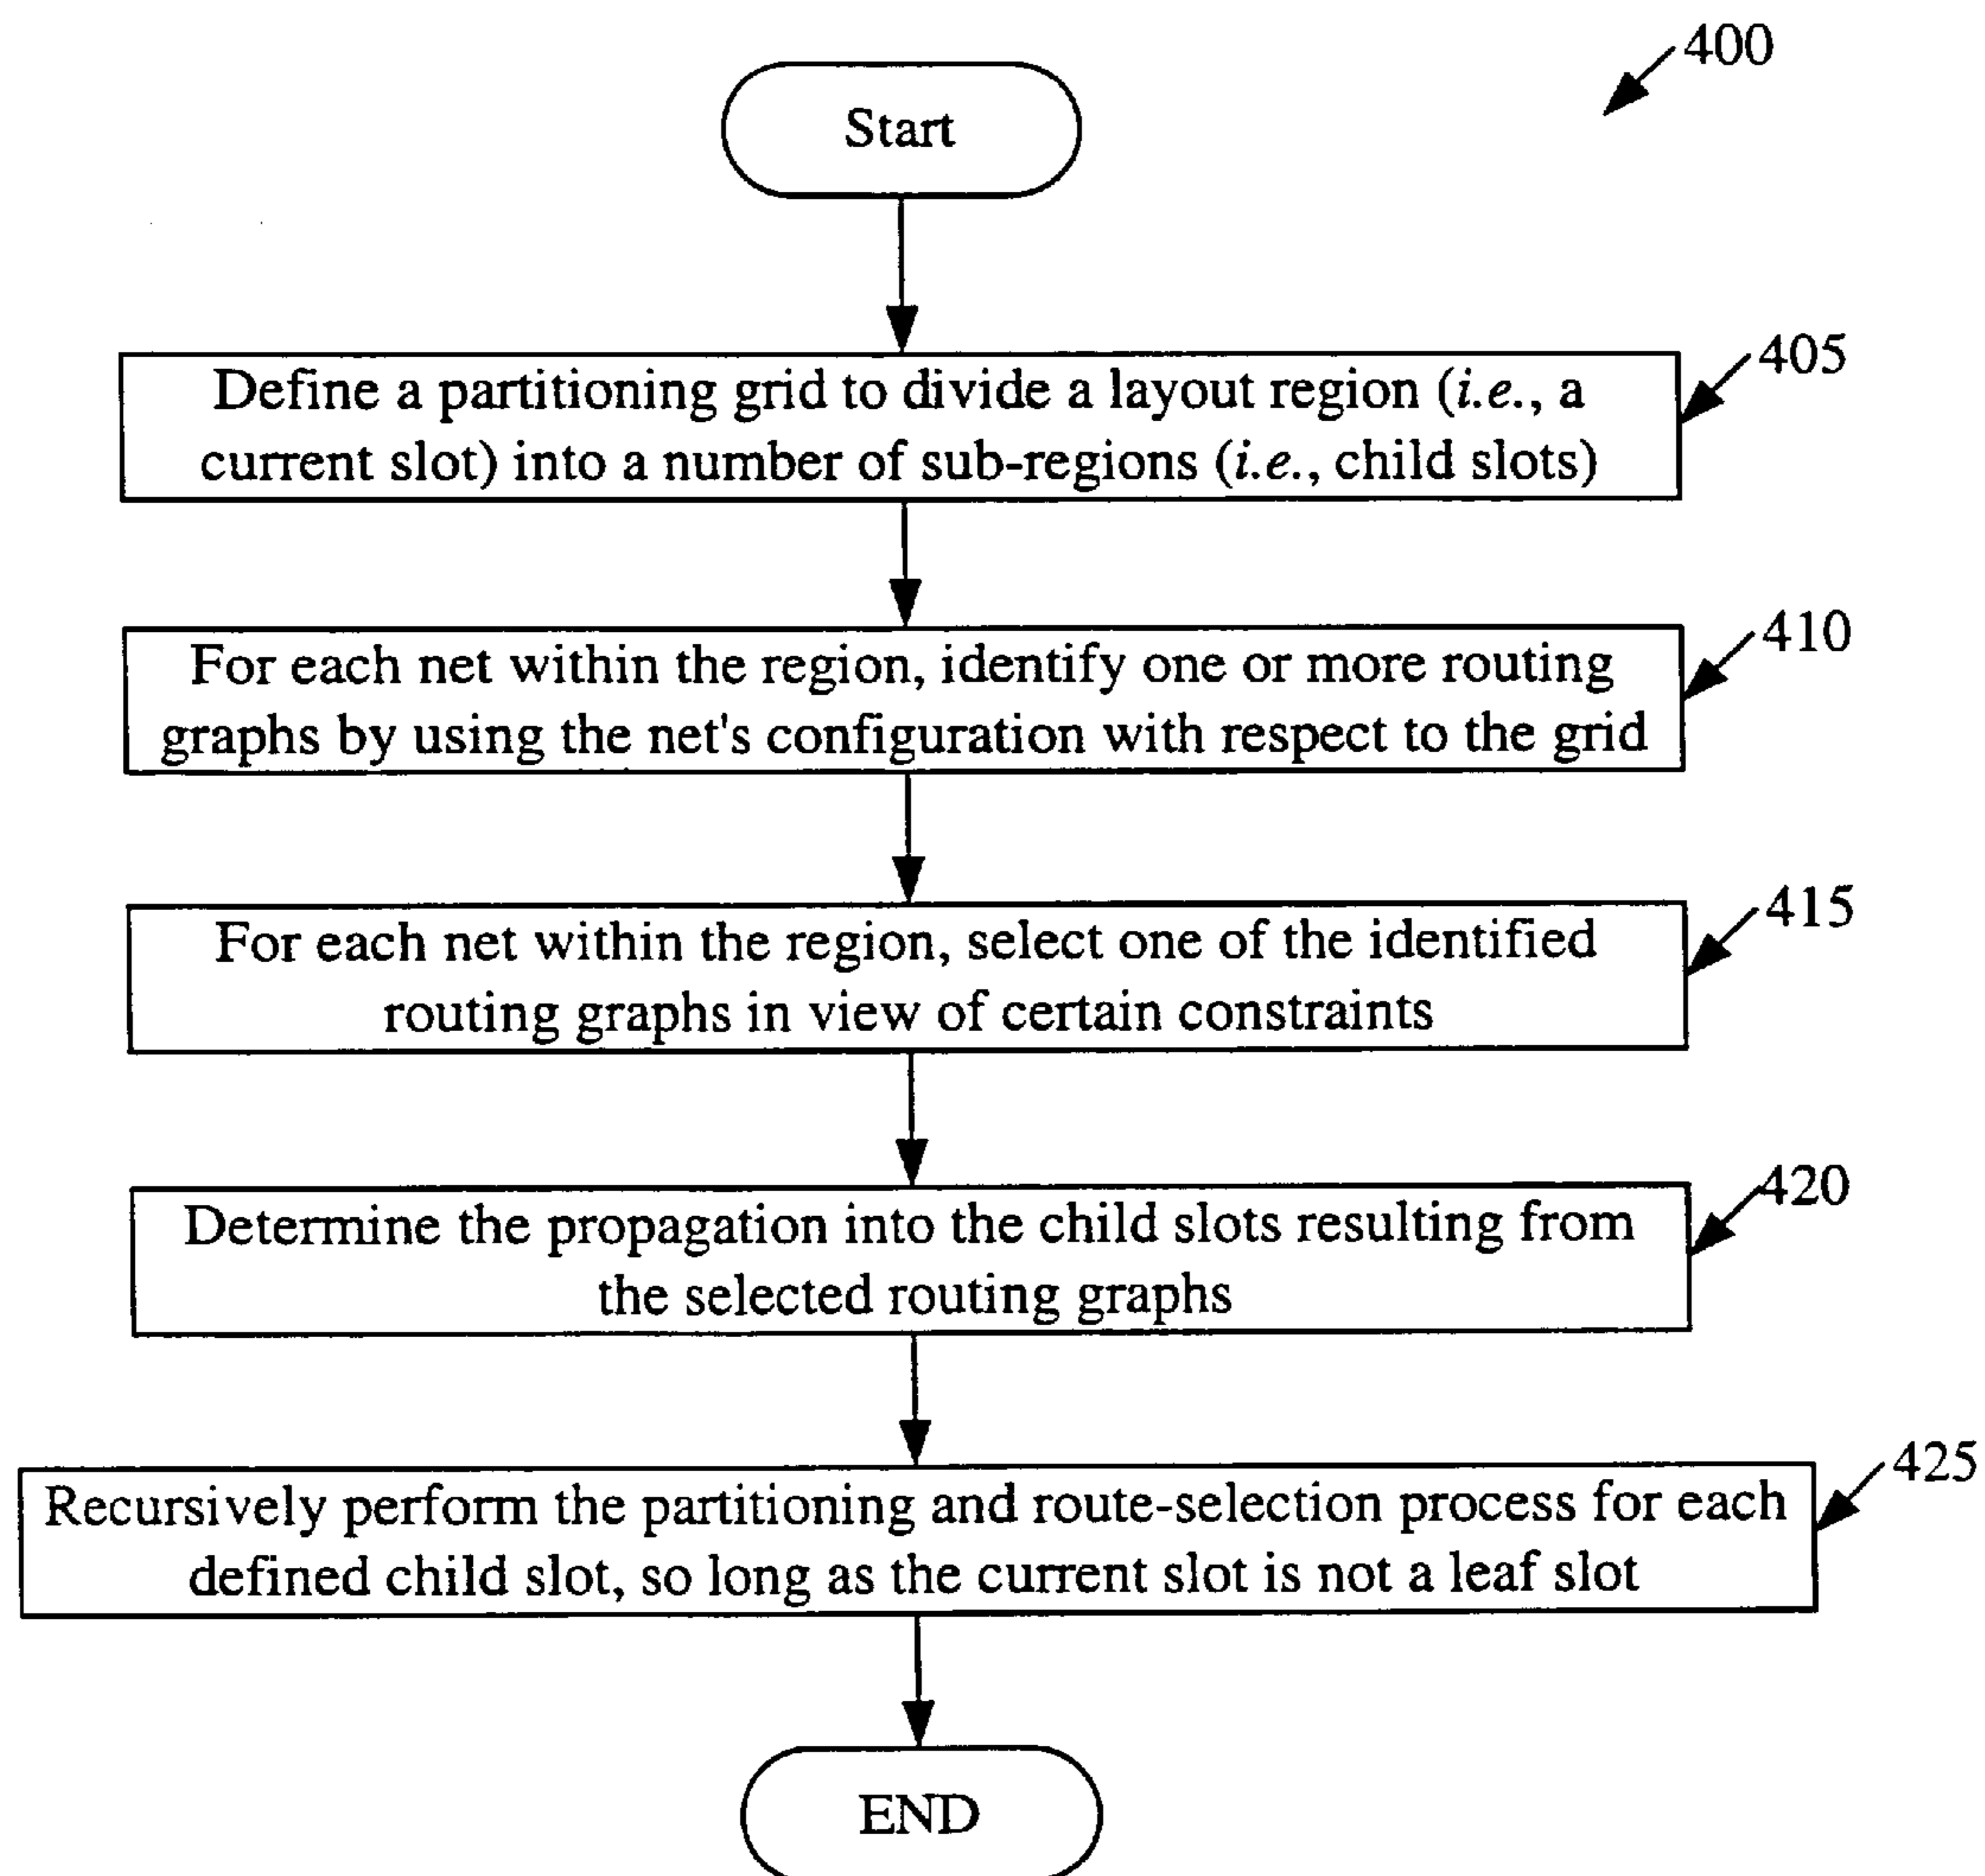 400
Start
405
Define a partitioning grid to divide a layout region (i.e., a
current slot) into a number of sub-regions (i.e., child slots)
410
For each net within the region, identify one or more routing
graphs by using the net's configuration with respect to the grid
415
For each net within the region, select one of the identified
routing graphs in view of certain constraints
420
Determine the propagation into the child slots resulting from
the selected routing graphs
425
Recursively perform the partitioning and route-selection process for each
defined child slot, so long as the current slot is not a leaf slot
END